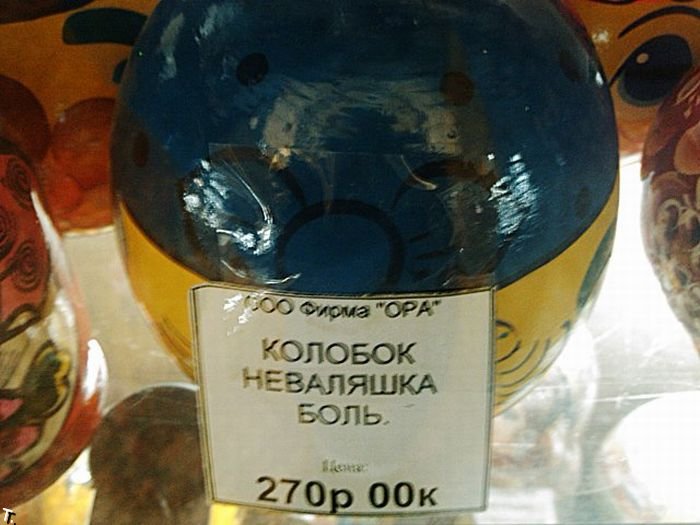 ООО Фирма "ОРА"
КОЛОБОК
НЕВАЛЯШКА
БОЛЬ.
Цена:
270р 00к
T.